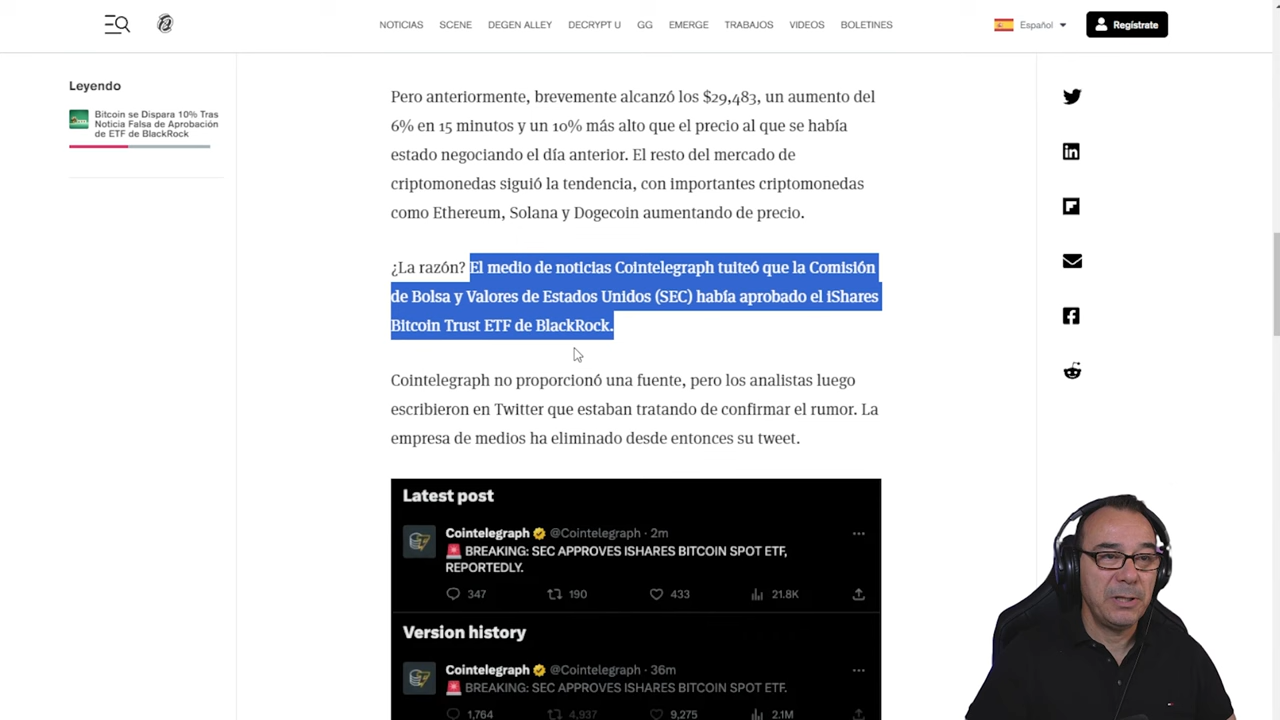 NOTICIAS SCENE DEGEN ALLEY DECRYPT U GG EMERGE TRABAJOS VIDEOS BOLETINES
Español
Regístrate
Leyendo
Bitcoin se Dispara 10% Tras
Noticia Falsa de Aprobación
de ETF de BlackRock
Pero anteriormente, brevemente alcanzó los $29,483, un aumento del
6% en 15 minutos y un 10% más alto que el precio al que se había
estado negociando el día anterior. El resto del mercado de
criptomonedas siguió la tendencia, con importantes criptomonedas
como Ethereum, Solana y Dogecoin aumentando de precio.
¿La razón? El medio de noticias Cointelegraph tuiteó que la Comisión
de Bolsa y Valores de Estados Unidos (SEC) había aprobado el iShares
Bitcoin Trust ETF de BlackRock.
Cointelegraph no proporcionó una fuente, pero los analistas luego
escribieron en Twitter que estaban tratando de confirmar el rumor. La
empresa de medios ha eliminado desde entonces su tweet.
Latest post
Cointelegraph @Cointelegraph · 2m
BREAKING: SEC APPROVES ISHARES BITCOIN SPOT ETF,
REPORTEDLY.
347 190 433 21.8K
Version history
Cointelegraph @Cointelegraph · 36m
BREAKING: SEC APPROVES ISHARES BITCOIN SPOT ETF.
1,764 4,937 9,275 2.1M